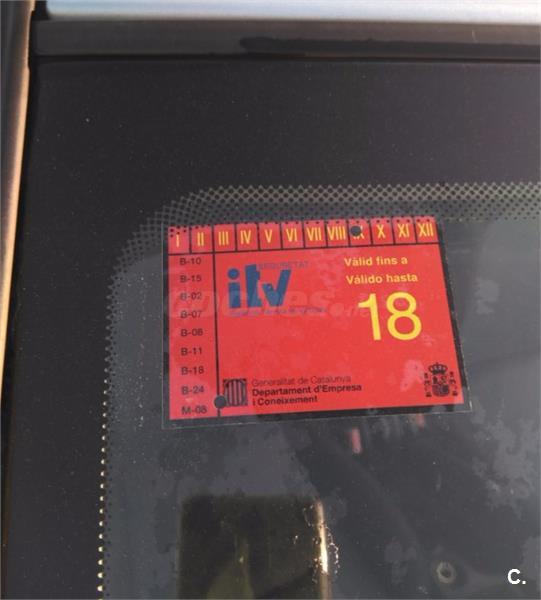 I II III IV V VI VII VIII IX X XI XII
B-10
B-15
B-02
B-07
B-08
B-11
B-18
B-24
M-08
SEGURETAT
itv
Vàlid fins a
Válido hasta
18
Generalitat de Catalunya
Departament d'Empresa
i Coneixement
C.